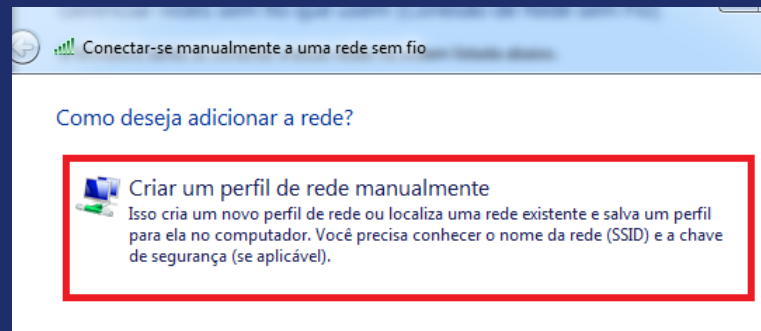 Conectar-se manualmente a uma rede sem fio
Como deseja adicionar a rede?
Criar um perfil de rede manualmente
Isso cria um novo perfil de rede ou localiza uma rede existente e salva um perfil
para ela no computador. Você precisa conhecer o nome da rede (SSID) e a chave
de segurança (se aplicável).